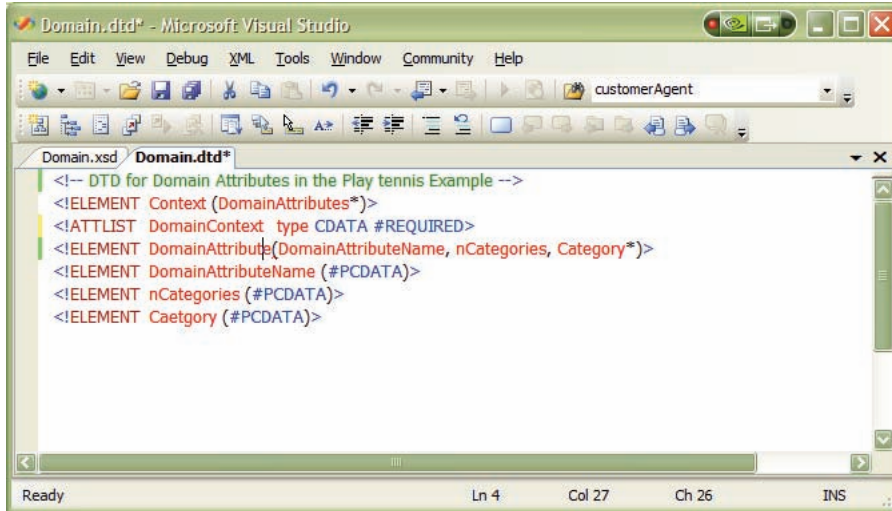 Domain.dtd* - Microsoft Visual Studio
File Edit View Debug XML Tools Window Community Help
customerAgent
Domain.xsd Domain.dtd*
<!-- DTD for Domain Attributes in the Play tennis Example -->
<!ELEMENT Context (DomainAttributes*)>
<!ATTLIST DomainContext type CDATA #REQUIRED>
<!ELEMENT DomainAttribute(DomainAttributeName, nCategories, Category*)>
<!ELEMENT DomainAttributeName (#PCDATA)>
<!ELEMENT nCategories (#PCDATA)>
<!ELEMENT Caetgory (#PCDATA)>
Ready Ln 4 Col 27 Ch 26 INS